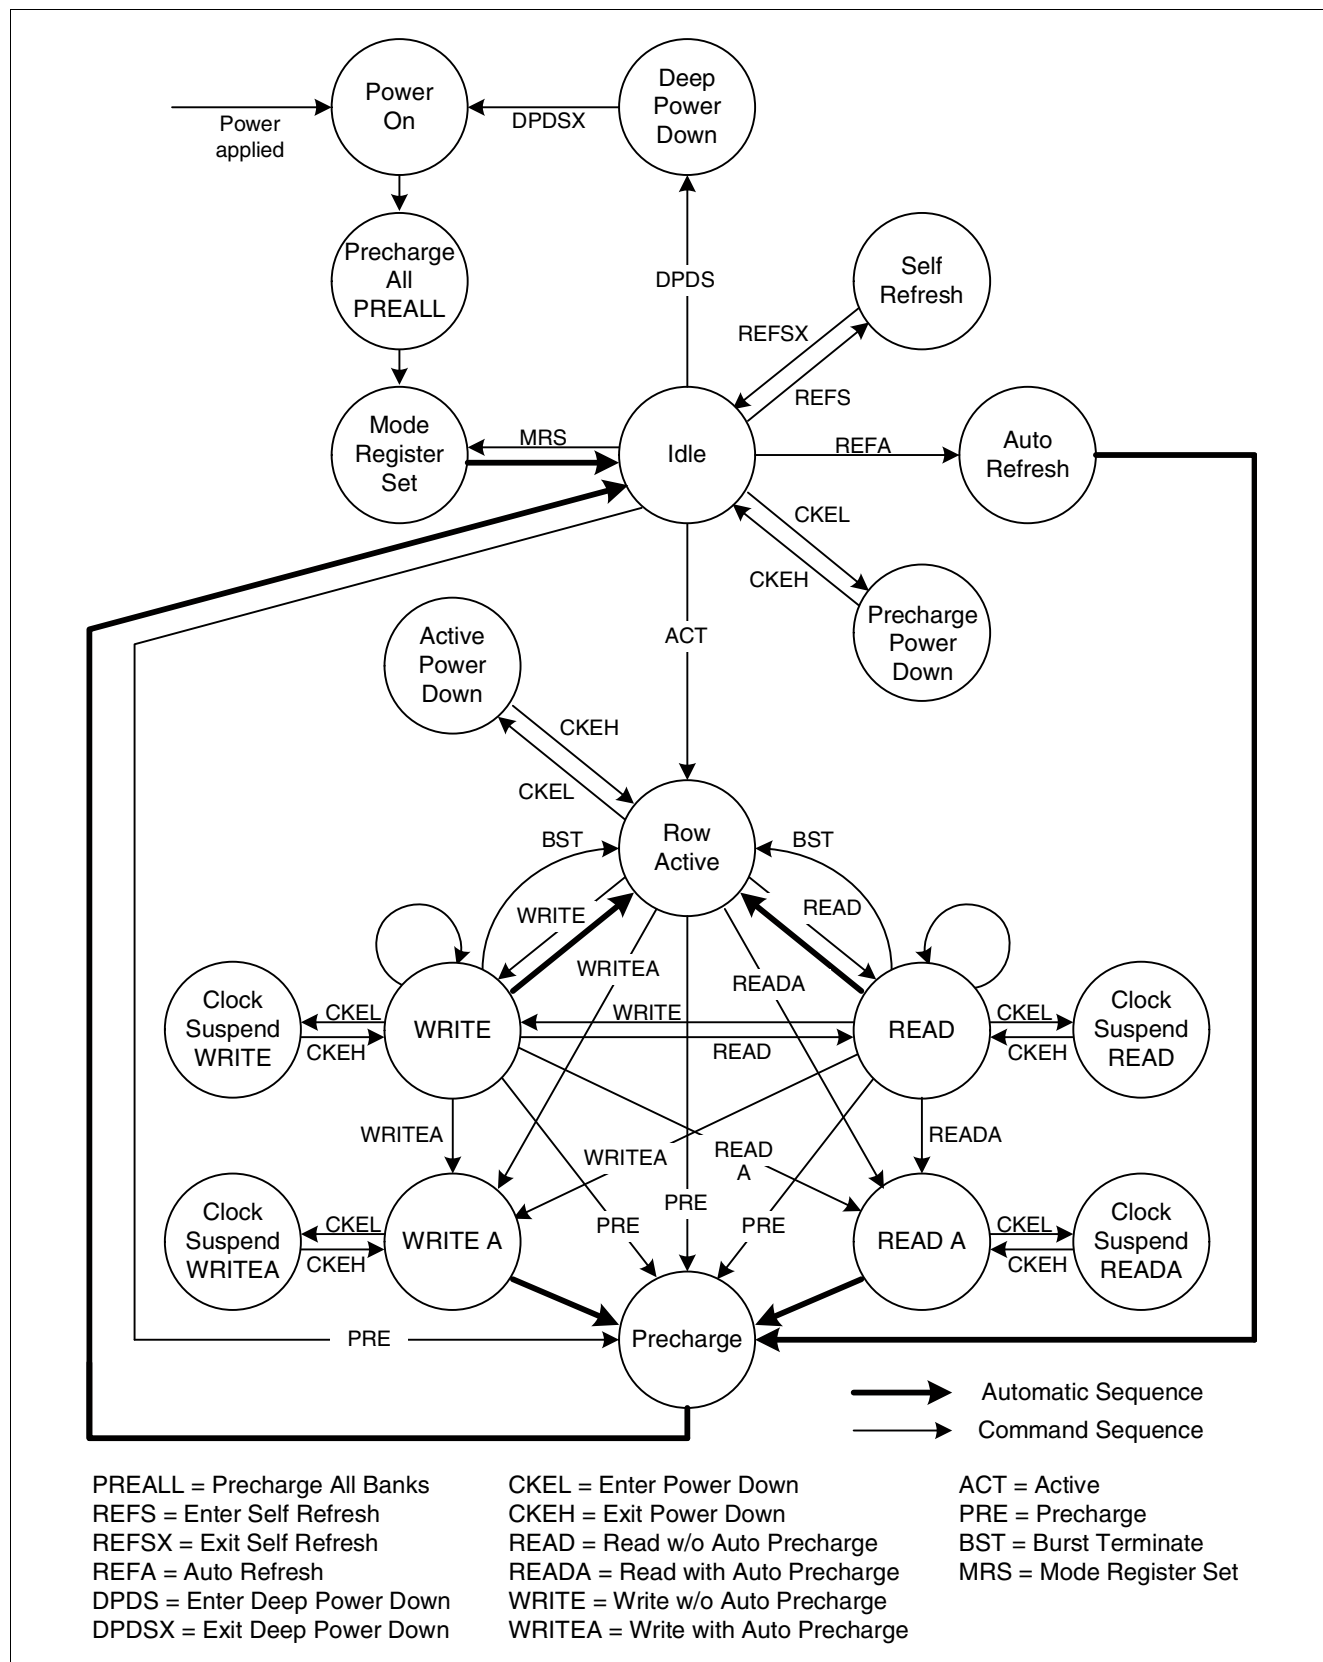 Power
On
Deep
Power
Down
DPDSX
Power
applied
Precharge
All
PREALL
Self
Refresh
DPDS
REFSX
REFS
Mode
Register
Set
MRS
Idle
REFA
Auto
Refresh
CKEL
CKEH
Precharge
Power
Down
ACT
Active
Power
Down
CKEH
CKEL
Row
Active
BST
BST
WRITE
READ
WRITEA
READA
Clock
Suspend
WRITE
CKEL
CKEH
WRITE
WRITE
READ
READ
CKEL
CKEH
Clock
Suspend
READ
WRITEA
WRITEA
READ
A
READA
Clock
Suspend
WRITEA
CKEL
CKEH
WRITE A
PRE
PRE
PRE
READ A
CKEL
CKEH
Clock
Suspend
READA
PRE
Precharge
Automatic Sequence
Command Sequence
PREALL = Precharge All Banks
REFS = Enter Self Refresh
REFSX = Exit Self Refresh
REFA = Auto Refresh
DPDS = Enter Deep Power Down
DPDSX = Exit Deep Power Down
CKEL = Enter Power Down
CKEH = Exit Power Down
READ = Read w/o Auto Precharge
READA = Read with Auto Precharge
WRITE = Write w/o Auto Precharge
WRITEA = Write with Auto Precharge
ACT = Active
PRE = Precharge
BST = Burst Terminate
MRS = Mode Register Set